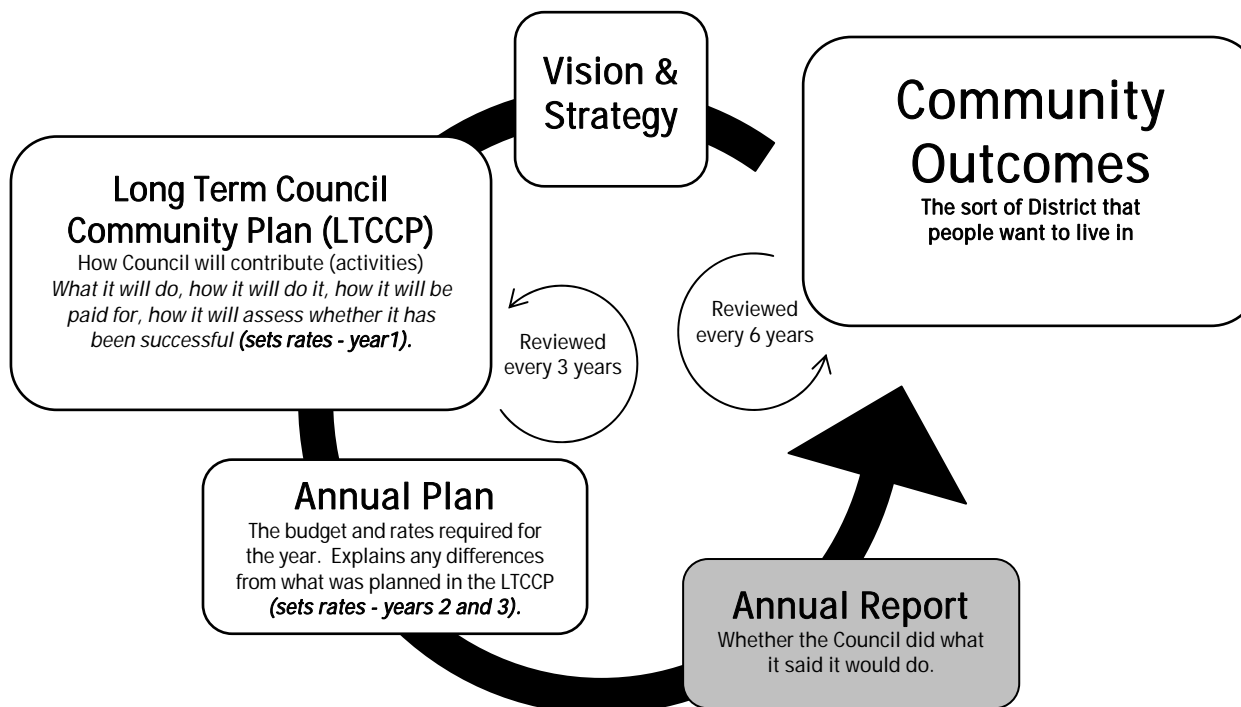 Vision &
Strategy
Community
Outcomes
The sort of District that
people want to live in
Long Term Council
Community Plan (LTCCP)
How Council will contribute (activities)
What it will do, how it will do it, how it will be
paid for, how it will assess whether it has
been successful (sets rates - year1).
Reviewed
every 3 years
Reviewed
every 6 years
Annual Plan
The budget and rates required for
the year. Explains any differences
from what was planned in the LTCCP
(sets rates - years 2 and 3).
Annual Report
Whether the Council did what
it said it would do.